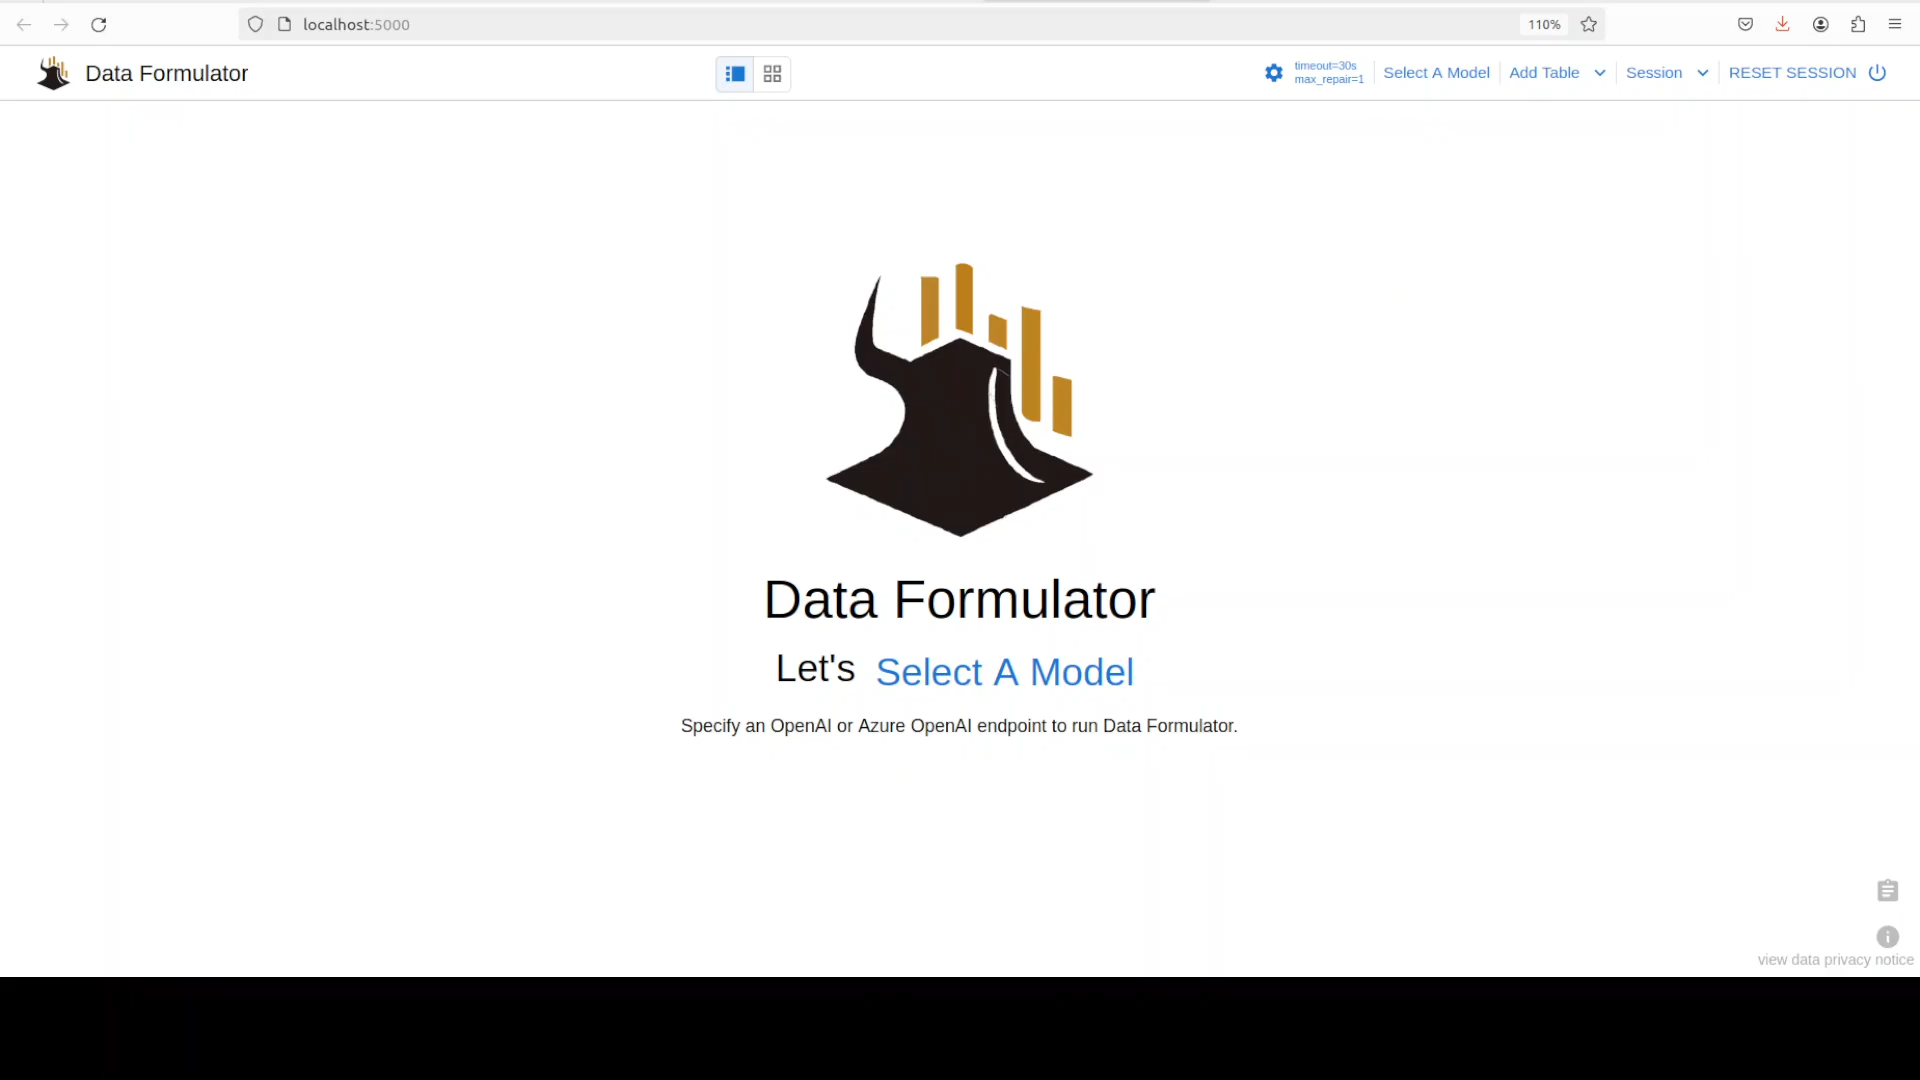 localhost:5000
110%
Data Formulator
timeout=30s
max_repair=1
Select A Model
Add Table
Session
RESET SESSION
Data Formulator
Let's Select A Model
Specify an OpenAI or Azure OpenAI endpoint to run Data Formulator.
view data privacy notice